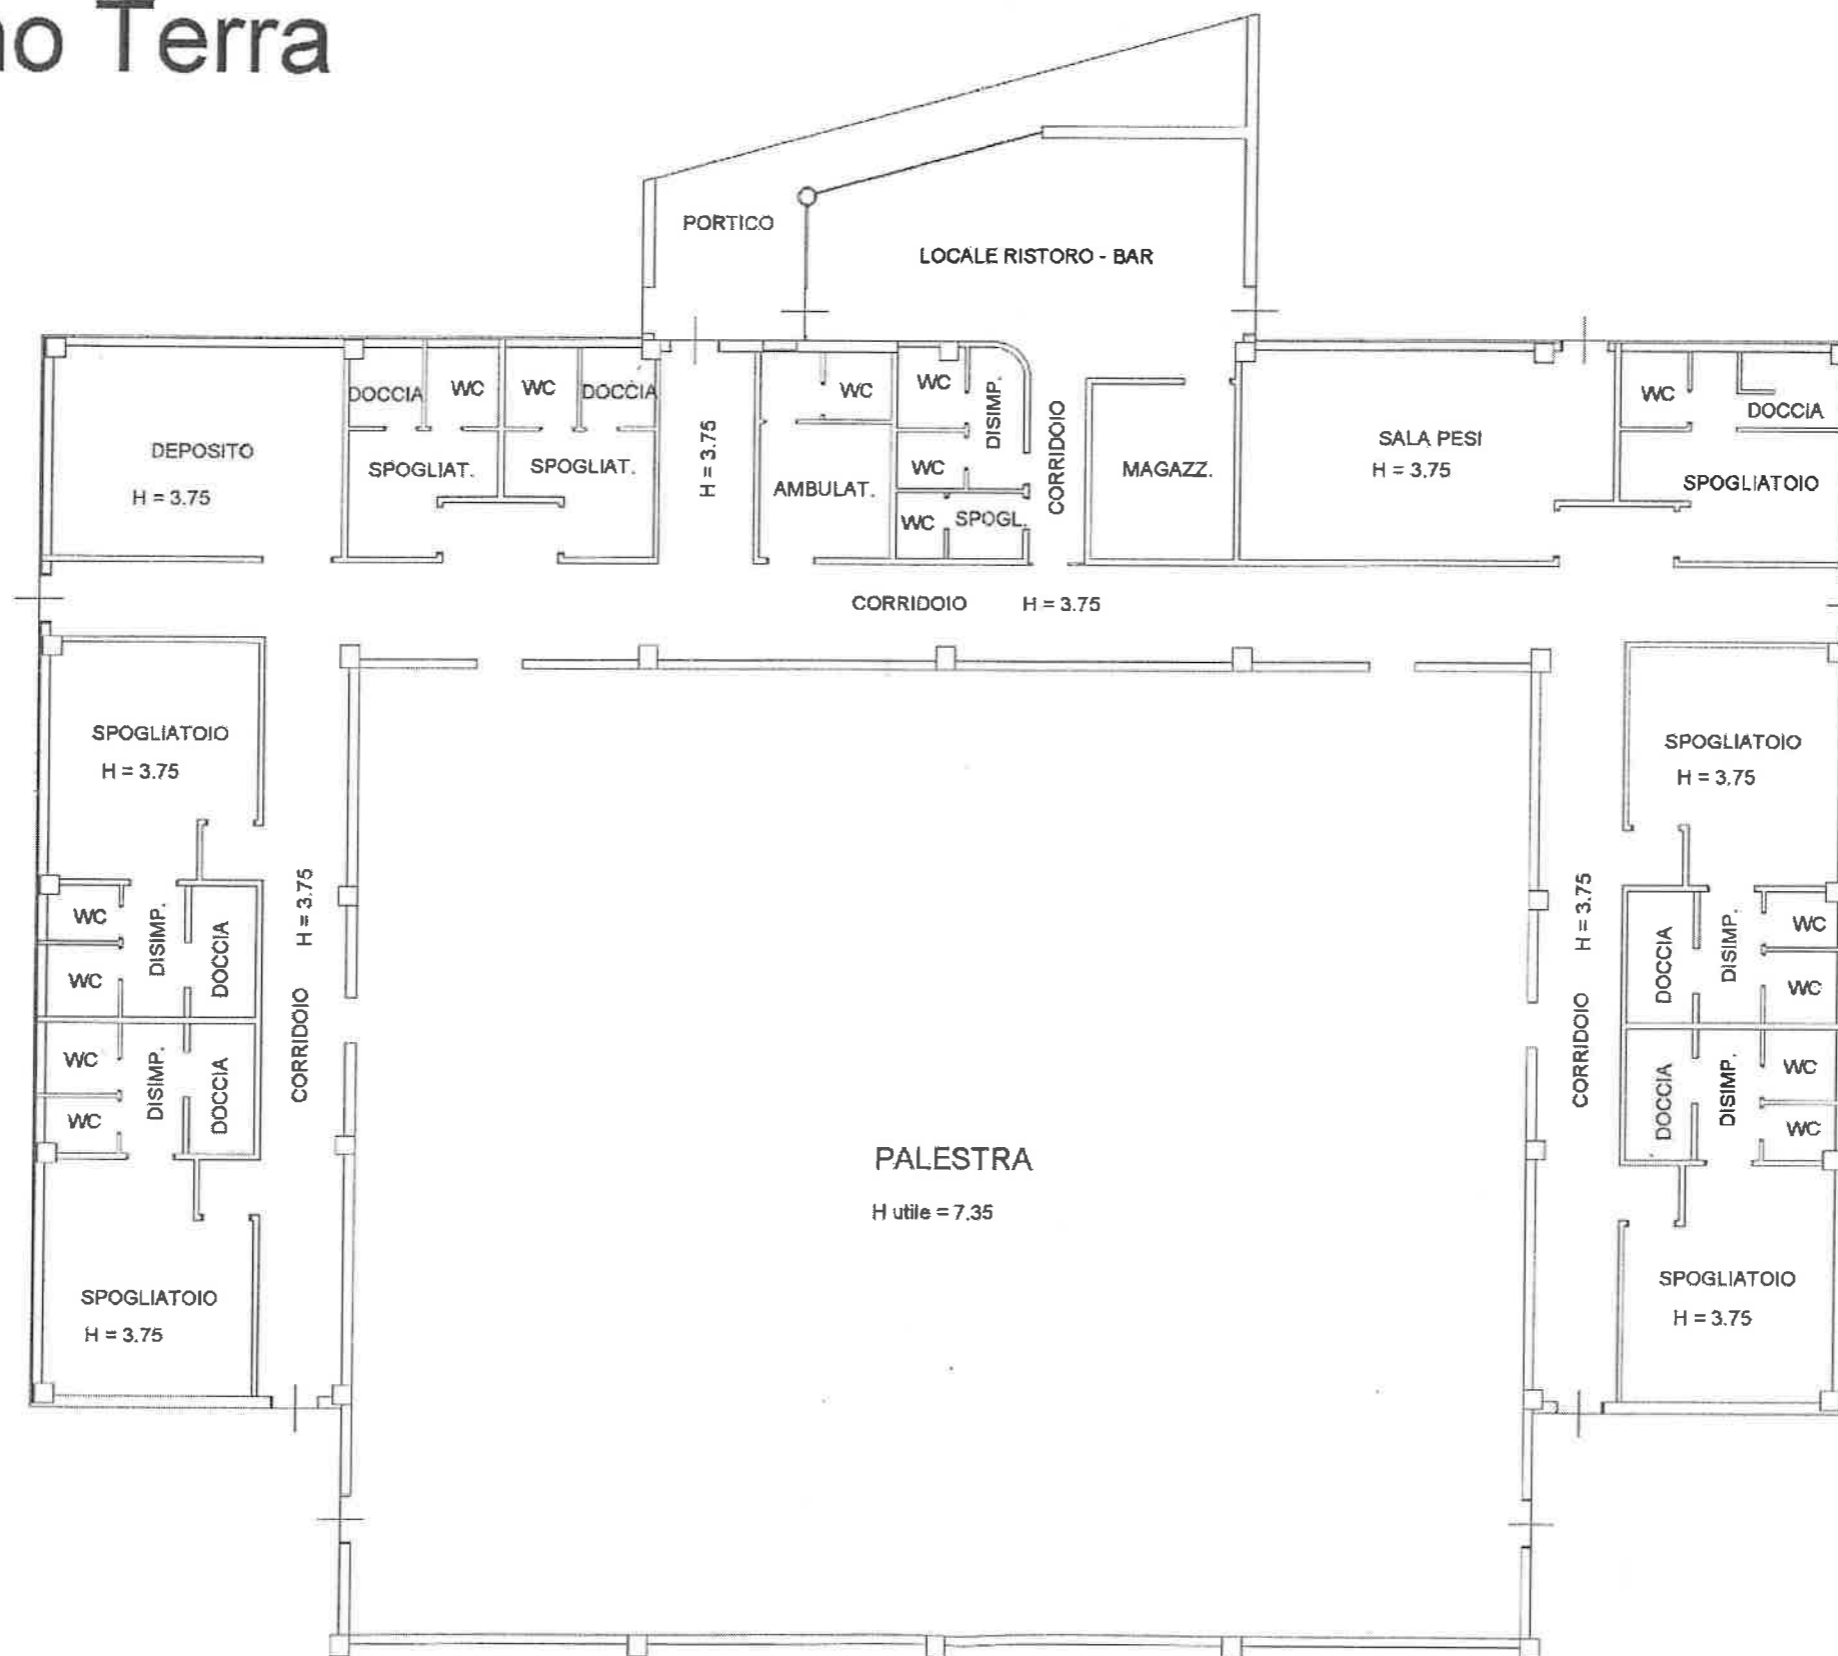 no Terra
PORTICO
LOCALE RISTORO - BAR
DOCCIA
WC
WC
DOCCIA
WC
WC
DISIMP.
WC
DOCCIA
DEPOSITO
H = 3.75
SPOGLIAT.
SPOGLIAT.
H = 3.75
AMBULAT.
WC
WC
SPOGL.
CORRIDOIO
MAGAZZ.
SALA PESI
H = 3.75
SPOGLIATOIO
CORRIDOIO H = 3.75
SPOGLIATOIO
H = 3.75
SPOGLIATOIO
H = 3.75
WC
WC
DISIMP.
DOCCIA
WC
WC
DISIMP.
DOCCIA
CORRIDOIO H = 3.75
CORRIDOIO H = 3.75
DOCCIA
DISIMP.
WC
WC
DOCCIA
DISIMP.
WC
WC
PALESTRA
H utile = 7.35
SPOGLIATOIO
H = 3.75
SPOGLIATOIO
H = 3.75